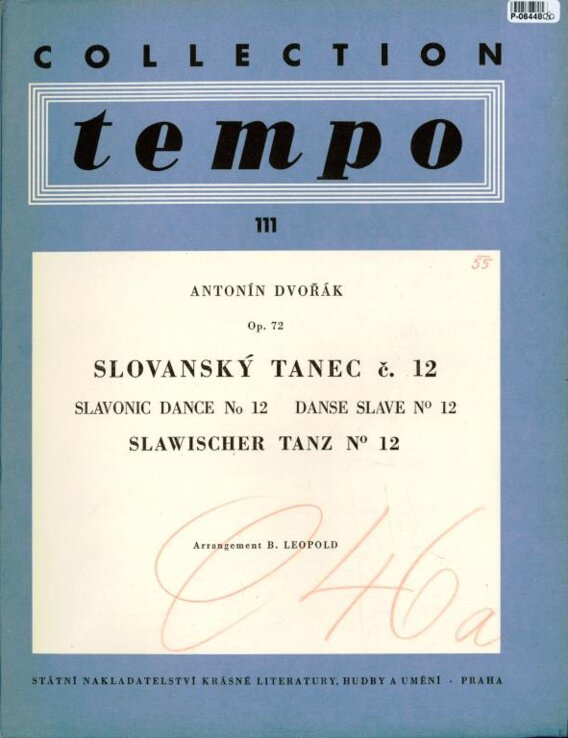 P-06448
COLLECTION
tempo
111
55
ANTONÍN DVOŘÁK
Op. 72
SLOVANSKÝ TANEC č. 12
SLAVONIC DANCE No 12 DANSE SLAVE Nº 12
SLAWISCHER TANZ Nº 12
Arrangement B. LEOPOLD
O46a
STÁTNÍ NAKLADATELSTVÍ KRÁSNÉ LITERATURY, HUDBY A UMĚNÍ · PRAHA